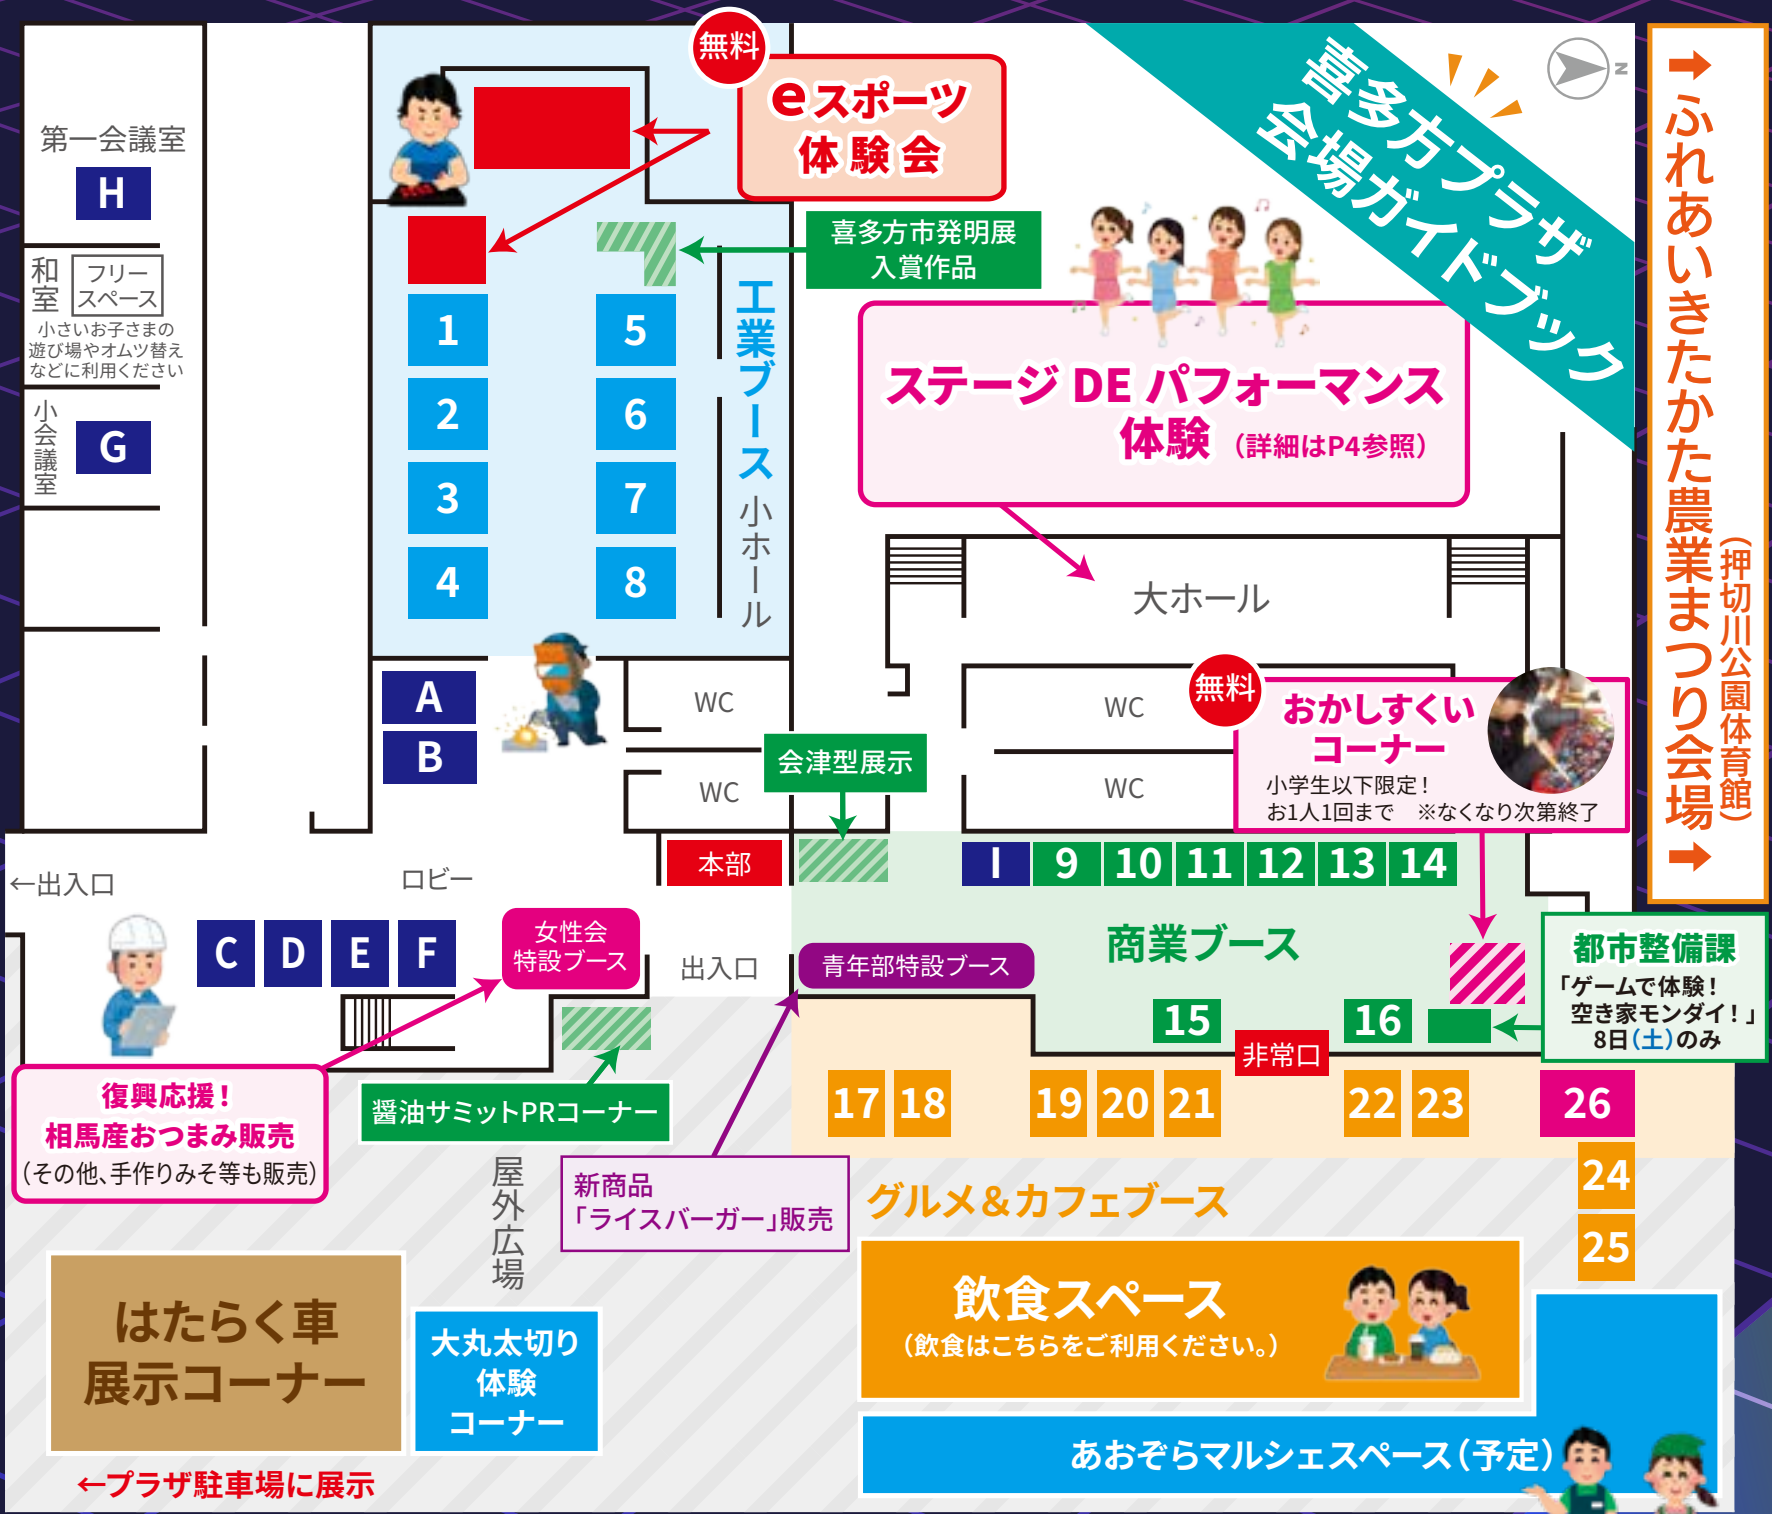 喜多方プラザ
会場ガイドブック
N
➡ふれあいきたかた農業まつり会場➡
（押切川公園体育館）
第一会議室
H
和室
フリー
スペース
小さいお子さまの
遊び場やオムツ替え
などに利用ください
小会議室
G
無料
eスポーツ
体験会
喜多方市発明展
入賞作品
工業ブース
小ホール
1
2
3
4
5
6
7
8
ステージ DE パフォーマンス
体験（詳細はP4参照）
大ホール
A
B
WC
WC
WC
WC
会津型展示
無料
おかしすくい
コーナー
小学生以下限定！
お1人1回まで　※なくなり次第終了
本部
←出入口
ロビー
C
D
E
F
女性会
特設ブース
出入口
青年部特設ブース
I
9
10
11
12
13
14
商業ブース
15
16
非常口
都市整備課
「ゲームで体験！
空き家モンダイ！」
8日（土）のみ
復興応援！
相馬産おつまみ販売
（その他、手作りみそ等も販売）
醤油サミットPRコーナー
17
18
19
20
21
22
23
26
24
25
屋外広場
新商品
「ライスバーガー」販売
グルメ＆カフェブース
飲食スペース
（飲食はこちらをご利用ください。）
はたらく車
展示コーナー
大丸太切り
体験
コーナー
あおぞらマルシェスペース（予定）
←プラザ駐車場に展示